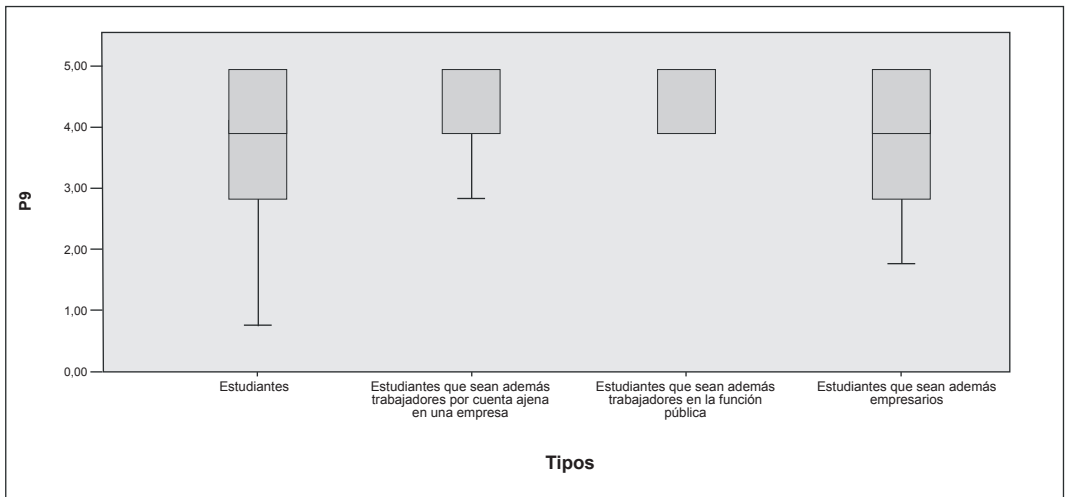 5,00
4,00
3,00
2,00
1,00
0,00
P9
Estudiantes
Estudiantes que sean además
trabajadores por cuenta ajena
en una empresa
Estudiantes que sean además
trabajadores en la función
pública
Estudiantes que sean además
empresarios
Tipos